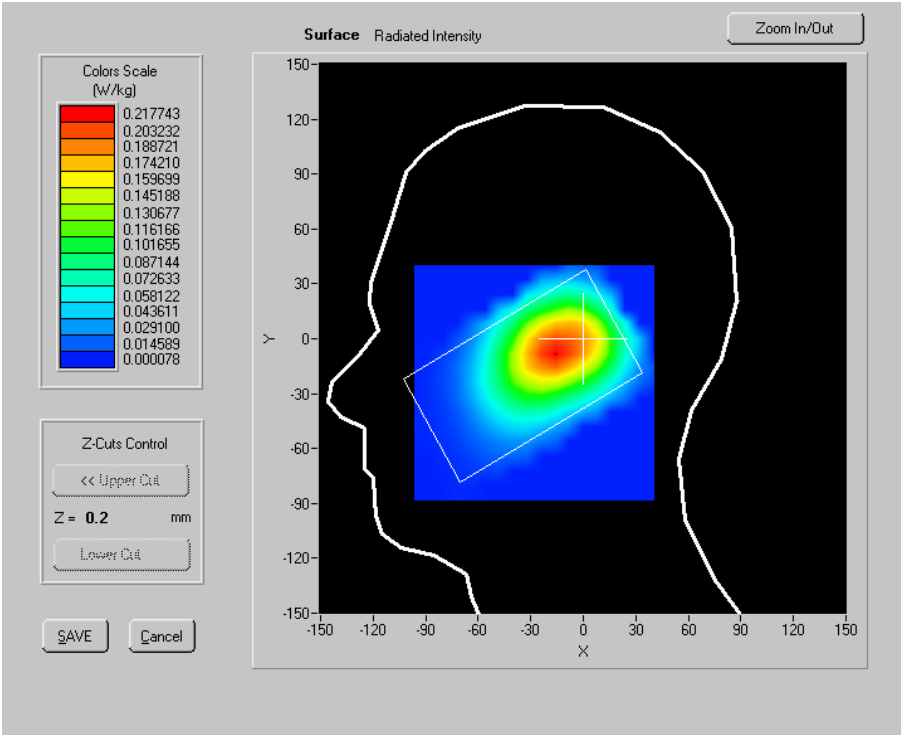 Surface Radiated Intensity
Zoom In/Out
Colors Scale
(W/kg)
0.217743
0.203232
0.188721
0.174210
0.159699
0.145188
0.130677
0.116166
0.101655
0.087144
0.072633
0.058122
0.043611
0.029100
0.014589
0.000078
Z-Cuts Control
<< Upper Cut
Z = 0.2 mm
Lower Cut
SAVE Cancel
150
120
90
60
30
0
-30
-60
-90
-120
-150
Y
-150 -120 -90 -60 -30 0 30 60 90 120 150
X